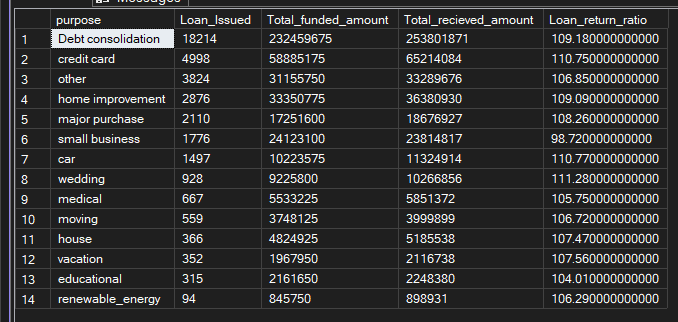 Messages
purpose Loan_Issued Total_funded_amount Total_recieved_amount Loan_return_ratio
1 Debt consolidation 18214 232459675 253801871 109.180000000000
2 credit card 4998 58885175 65214084 110.750000000000
3 other 3824 31155750 33289676 106.850000000000
4 home improvement 2876 33350775 36380930 109.090000000000
5 major purchase 2110 17251600 18676927 108.260000000000
6 small business 1776 24123100 23814817 98.720000000000
7 car 1497 10223575 11324914 110.770000000000
8 wedding 928 9225800 10266856 111.280000000000
9 medical 667 5533225 5851372 105.750000000000
10 moving 559 3748125 3999899 106.720000000000
11 house 366 4824925 5185538 107.470000000000
12 vacation 352 1967950 2116738 107.560000000000
13 educational 315 2161650 2248380 104.010000000000
14 renewable_energy 94 845750 898931 106.290000000000